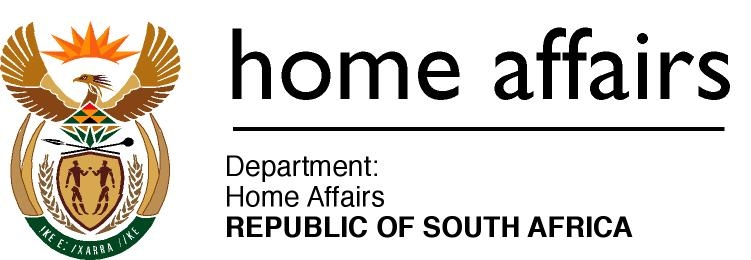 home affairs
Department:
Home Affairs
REPUBLIC OF SOUTH AFRICA
!KE E: /XARRA //KE